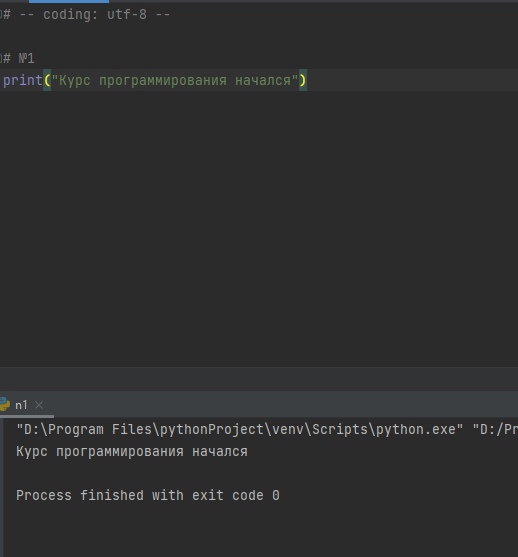 # -- coding: utf-8 --
# №1
print("Курс программирования начался")
n1
"D:\Program Files\pythonProject\venv\Scripts\python.exe" "D:/Pr
Курс программирования начался
Process finished with exit code 0